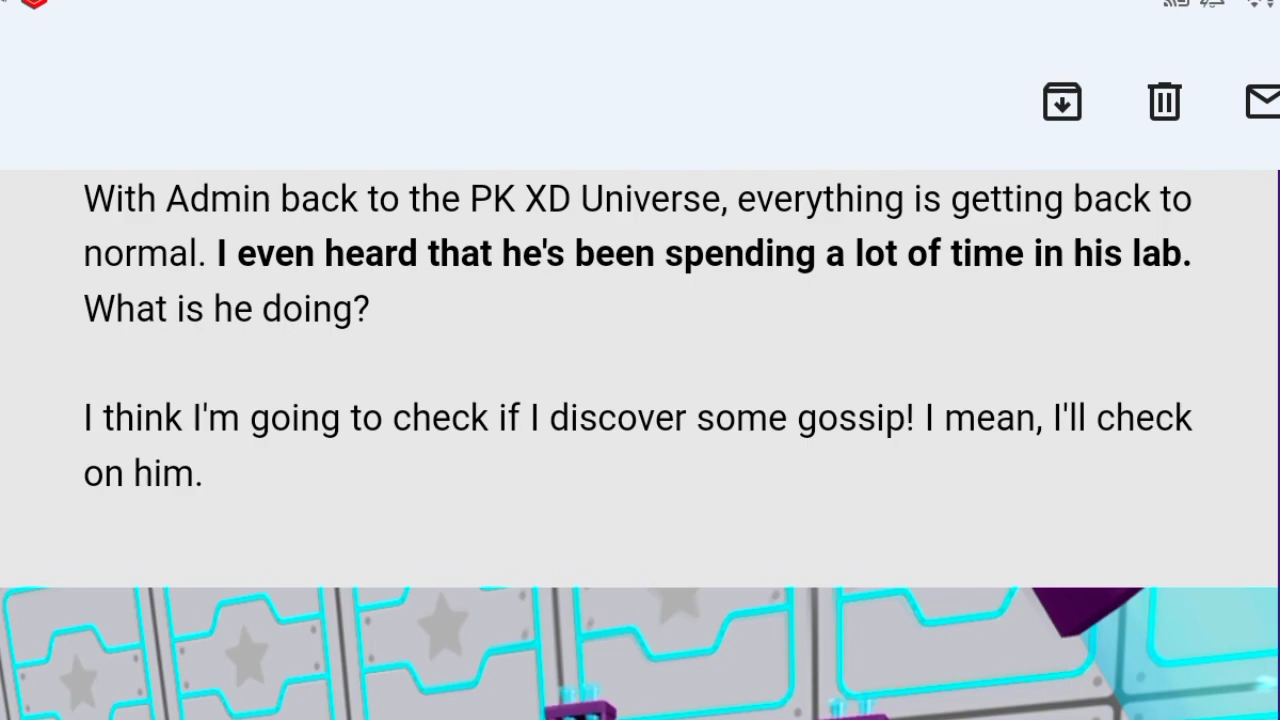 With Admin back to the PK XD Universe, everything is getting back to
normal. I even heard that he's been spending a lot of time in his lab.
What is he doing?
I think I'm going to check if I discover some gossip! I mean, I'll check
on him.